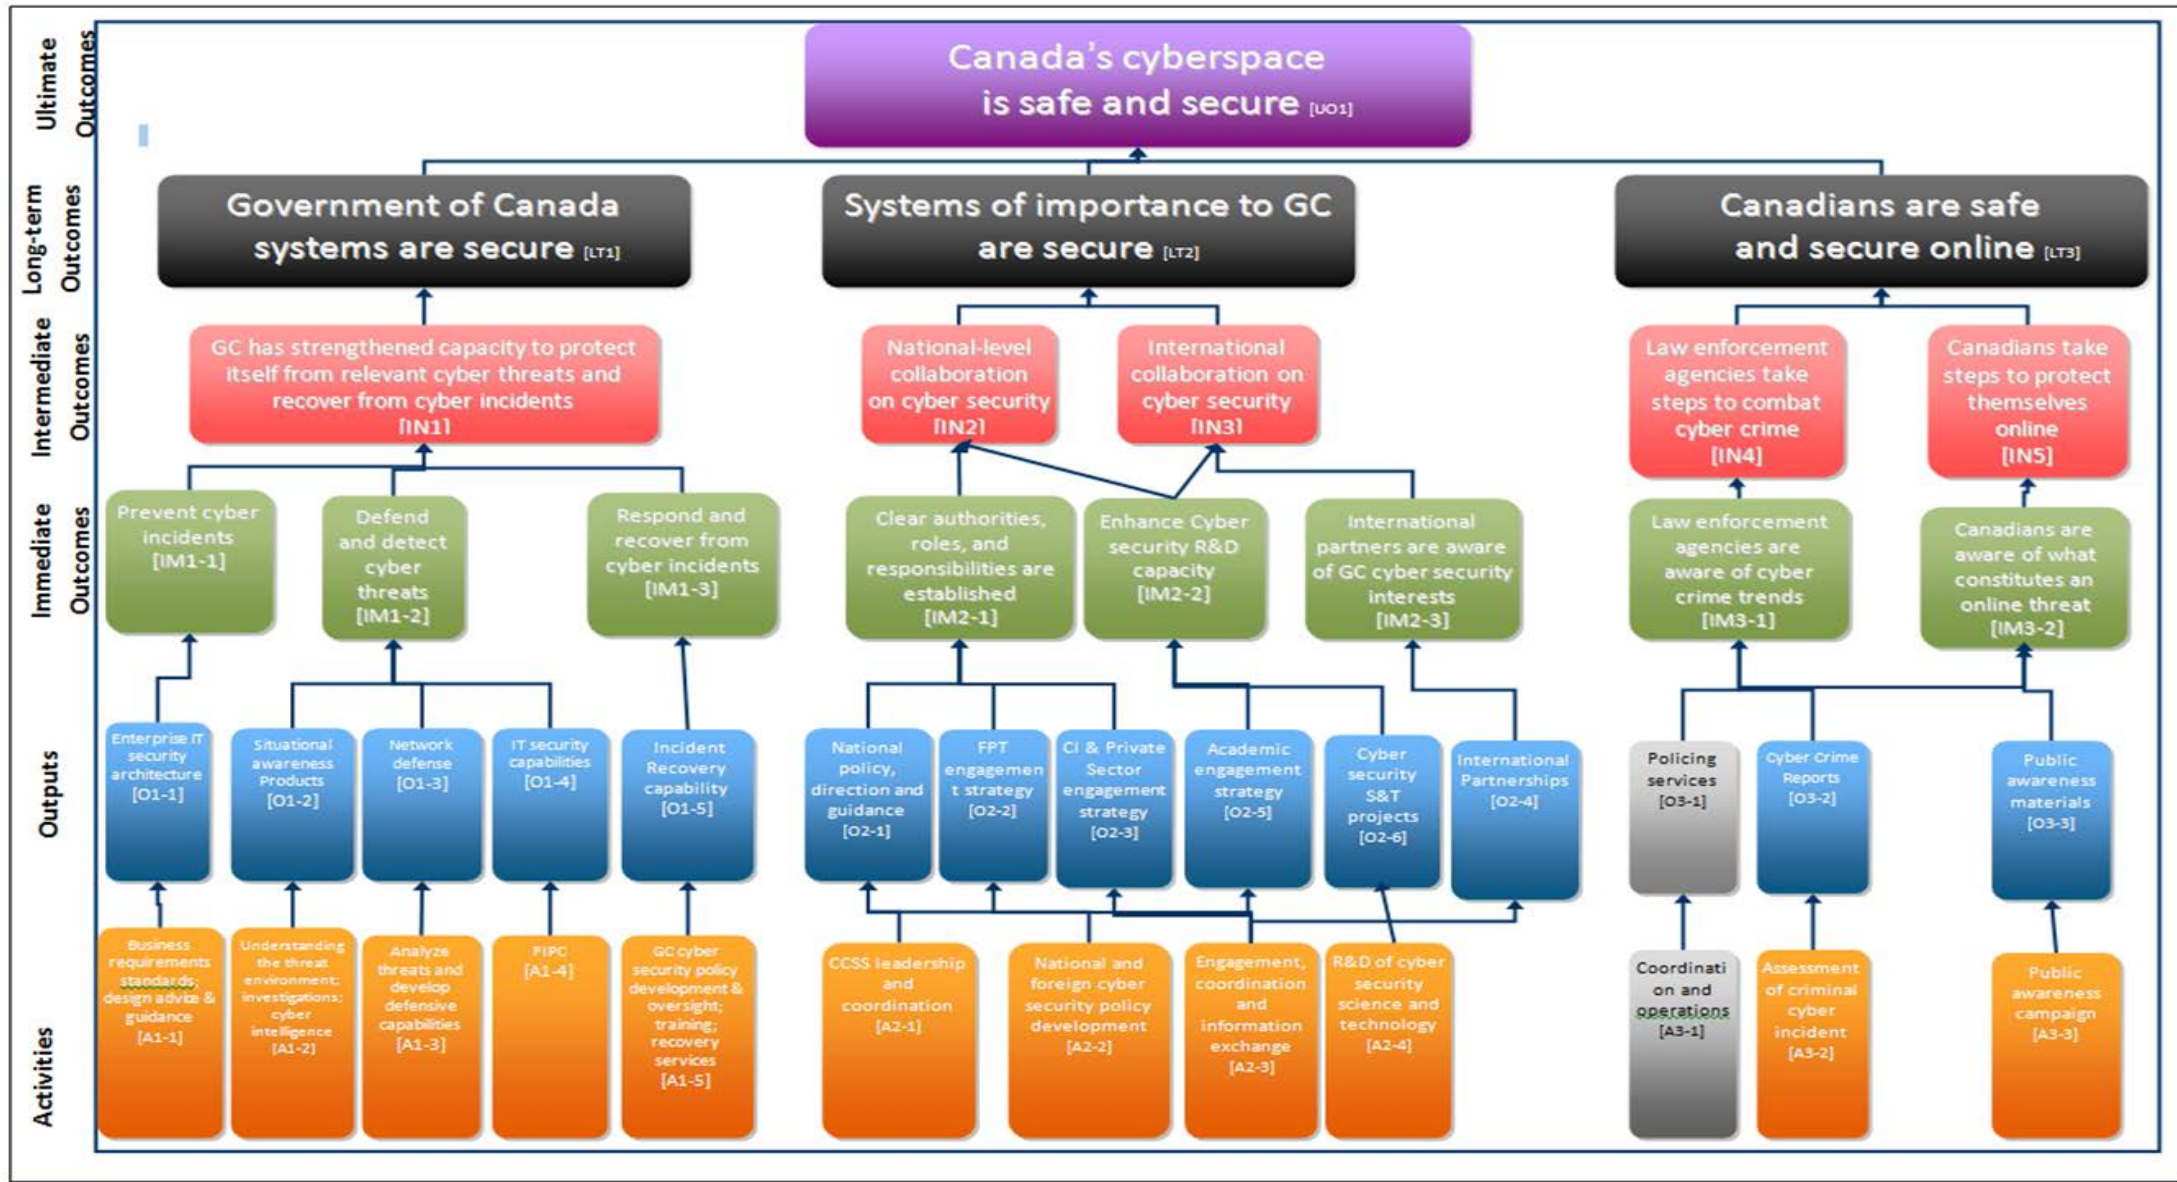 Ultimate
Outcomes
Canada's cyberspace
is safe and secure [UO1]
Long-term
Outcomes
Government of Canada
systems are secure [LT1]
Systems of importance to GC
are secure [LT2]
Canadians are safe
and secure online [LT3]
Intermediate
Outcomes
GC has strengthened capacity to protect
itself from relevant cyber threats and
recover from cyber incidents
[IN1]
National-level
collaboration
on cyber security
[IN2]
International
collaboration on
cyber security
[IN3]
Law enforcement
agencies take
steps to combat
cyber crime
[IN4]
Canadians take
steps to protect
themselves
online
[IN5]
Immediate
Outcomes
Prevent cyber
incidents
[IM1-1]
Defend
and detect
cyber
threats
[IM1-2]
Respond and
recover from
cyber incidents
[IM1-3]
Clear authorities,
roles, and
responsibilities are
established
[IM2-1]
Enhance Cyber
security R&D
capacity
[IM2-2]
International
partners are aware
of GC cyber security
interests
[IM2-3]
Law enforcement
agencies are
aware of cyber
crime trends
[IM3-1]
Canadians are
aware of what
constitutes an
online threat
[IM3-2]
Outputs
Enterprise IT
security
architecture
[O1-1]
Situational
awareness
Products
[O1-2]
Network
defense
[O1-3]
IT security
capabilities
[O1-4]
Incident
Recovery
capability
[O1-5]
National
policy,
direction and
guidance
[O2-1]
FPT
engagemen
t strategy
[O2-2]
CI & Private
Sector
engagement
strategy
[O2-3]
Academic
engagement
strategy
[O2-5]
Cyber
security
S&T
projects
[O2-6]
International
Partnerships
[O2-4]
Policing
services
[O3-1]
Cyber Crime
Reports
[O3-2]
Public
awareness
materials
[O3-3]
Activities
Business
requirements
standards;
design advice &
guidance
[A1-1]
Understanding
the threat
environment;
investigations;
cyber
intelligence
[A1-2]
Analyze
threats and
develop
defensive
capabilities
[A1-3]
PIPC
[A1-4]
GC cyber
security policy
development &
oversight;
training;
recovery
services
[A1-5]
CCSS leadership
and
coordination
[A2-1]
National and
foreign cyber
security policy
development
[A2-2]
Engagement,
coordination
and
information
exchange
[A2-3]
R&D of cyber
security
science and
technology
[A2-4]
Coordinati
on and
operations
[A3-1]
Assessment
of criminal
cyber
incident
[A3-2]
Public
awareness
campaign
[A3-3]